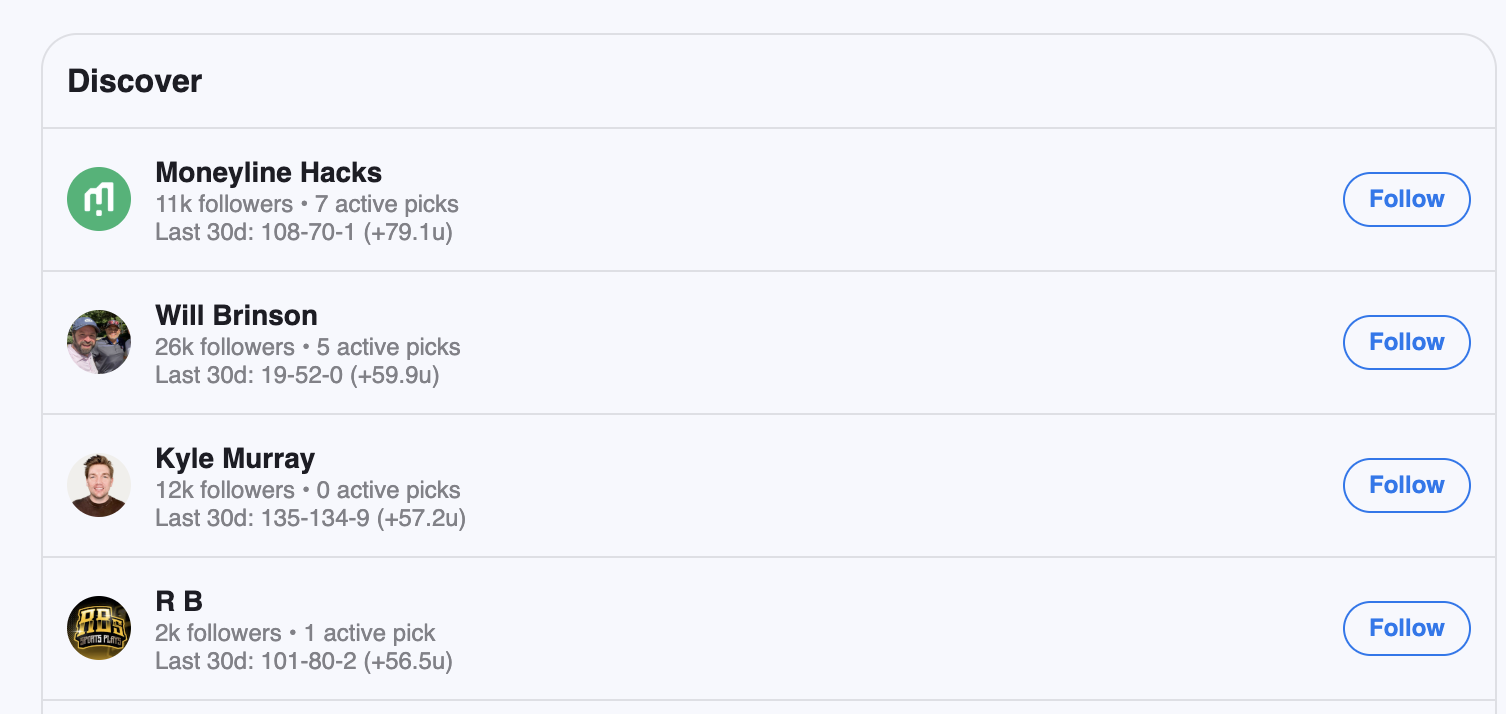 Discover
Moneyline Hacks
11k followers • 7 active picks
Last 30d: 108-70-1 (+79.1u)
Follow
Will Brinson
26k followers • 5 active picks
Last 30d: 19-52-0 (+59.9u)
Follow
Kyle Murray
12k followers • 0 active picks
Last 30d: 135-134-9 (+57.2u)
Follow
RB's
SPORTS PLAYS
R B
2k followers • 1 active pick
Last 30d: 101-80-2 (+56.5u)
Follow